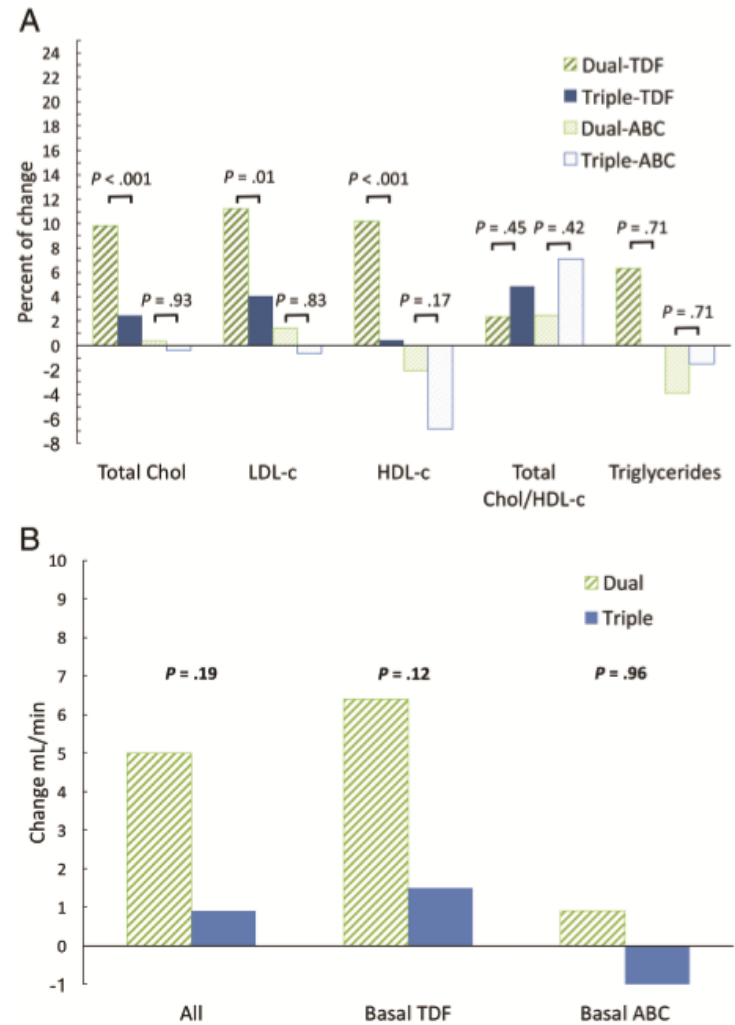 A
24
22
20
18
16
14
12
10
8
6
4
2
0
-2
-4
-6
-8
Percent of change
Dual-TDF
Triple-TDF
Dual-ABC
Triple-ABC
P < .001
P = .01
P < .001
P = .45 P = .42 P = .71
P = .93
P = .83
P = .17
P = .71
Total Chol
LDL-c
HDL-c
Total
Chol/HDL-c
Triglycerides
B
10
9
8
7
6
5
4
3
2
1
0
-1
Change mL/min
Dual
Triple
P = .19
P = .12
P = .96
All
Basal TDF
Basal ABC